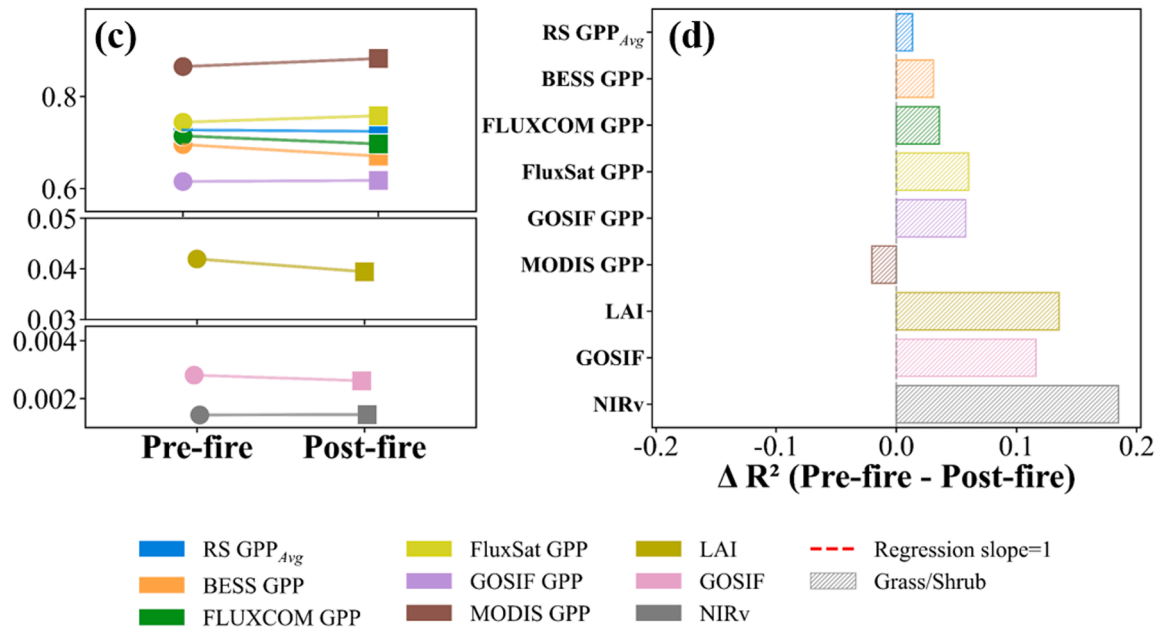 (c)
0.8
0.6
0.05
0.04
0.03
0.004
0.002
Pre-fire Post-fire
(d)
RS GPP_Avg
BESS GPP
FLUXCOM GPP
FluxSat GPP
GOSIF GPP
MODIS GPP
LAI
GOSIF
NIRv
-0.2 -0.1 0.0 0.1 0.2
Δ R² (Pre-fire - Post-fire)
RS GPP_Avg FluxSat GPP LAI Regression slope=1
BESS GPP GOSIF GPP GOSIF Grass/Shrub
FLUXCOM GPP MODIS GPP NIRv